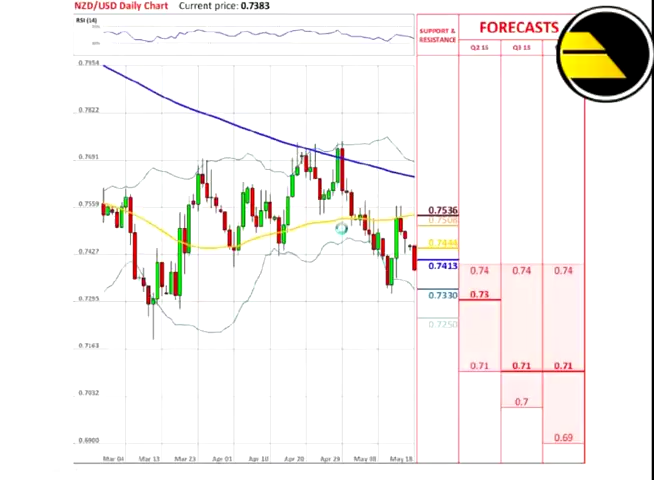 NZD/USD Daily Chart Current price: 0.7383
RSI (14)
SUPPORT &
RESISTANCE
FORECASTS
Q2 15
Q3 15
0.7954
0.7822
0.7691
0.7559
0.7427
0.7295
0.7163
0.7032
0.6900
0.7536
0.7508
0.7444
0.7413
0.7330
0.7250
0.74 0.74 0.74
0.73
0.71 0.71 0.71
0.7
0.69
Mar 04 Mar 13 Mar 23 Apr 01 Apr 10 Apr 20 Apr 29 May 08 May 18